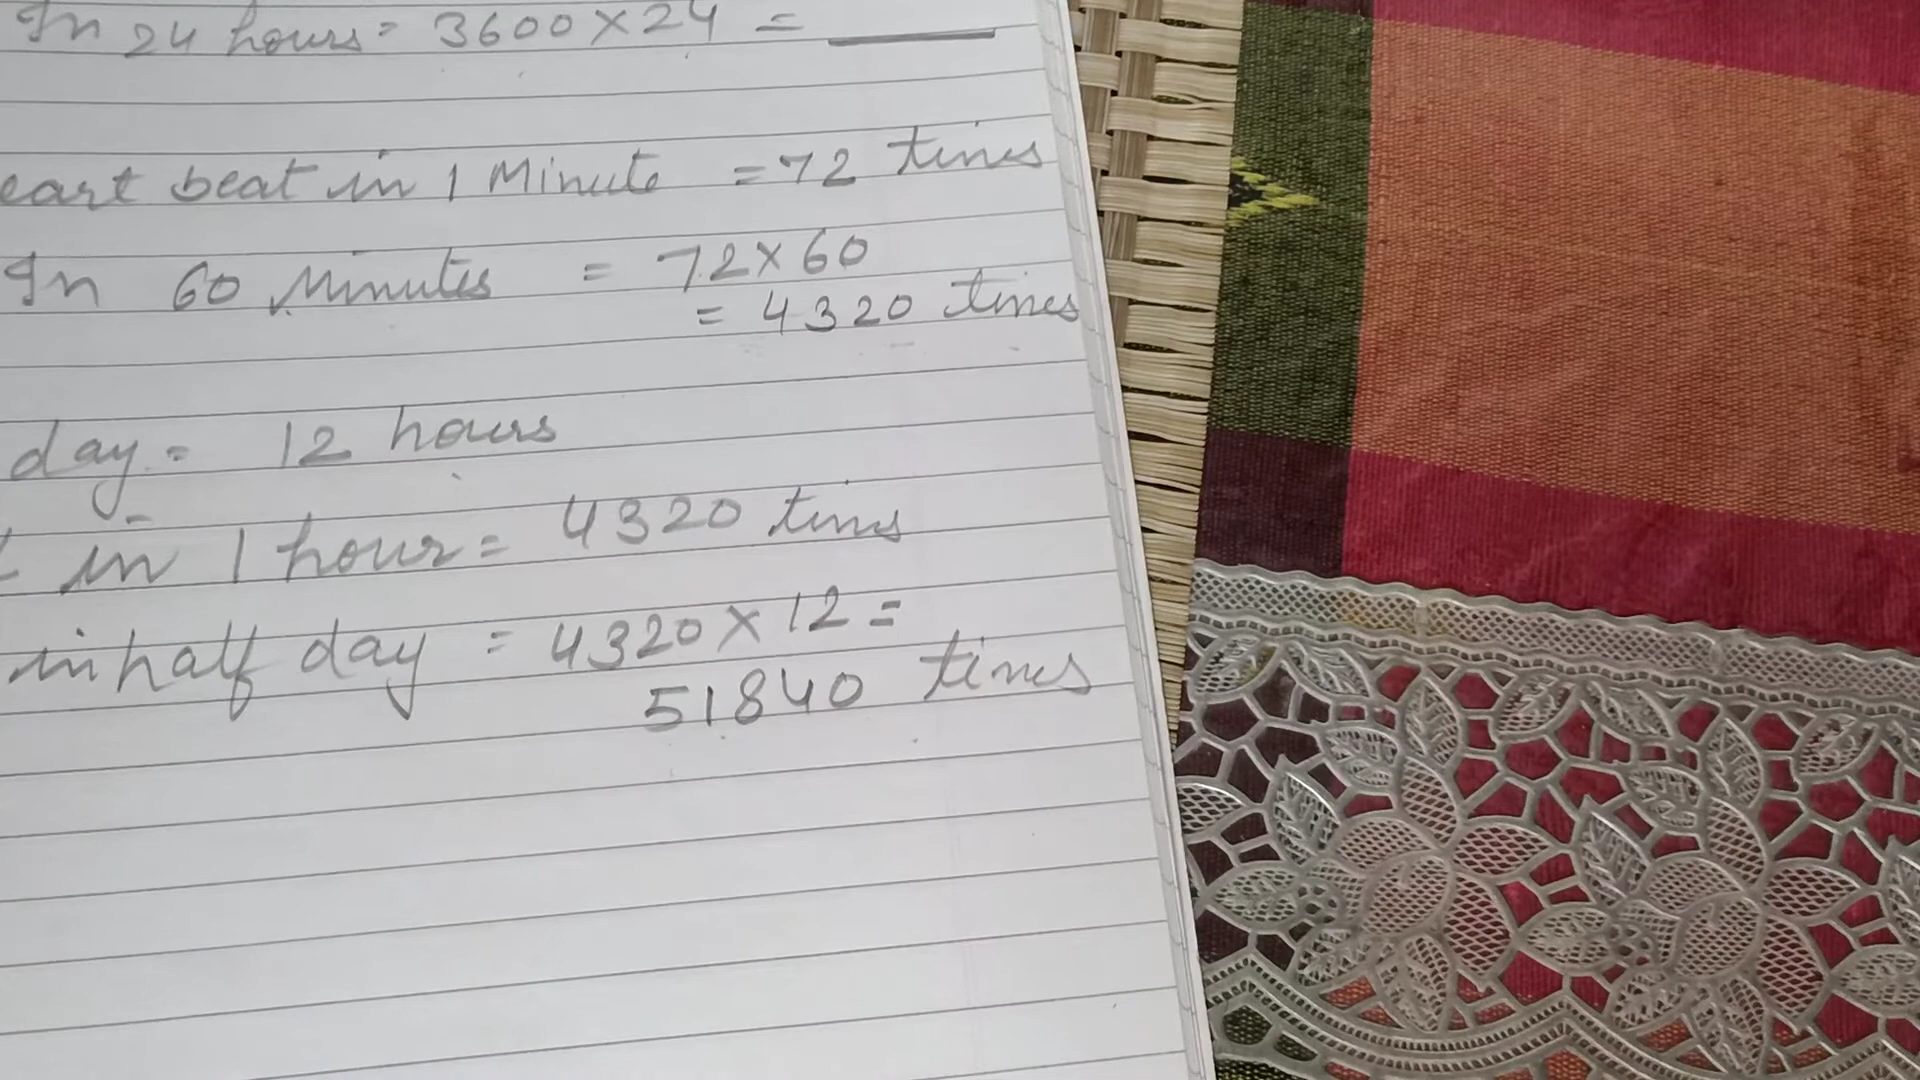 In 24 hours = 3600 × 24 = ____
eart beat in 1 Minute = 72 times
In 60 Minutes = 72 × 60
= 4320 times
day = 12 hours
in 1 hour = 4320 times
in half day = 4320 × 12 =
51840 times